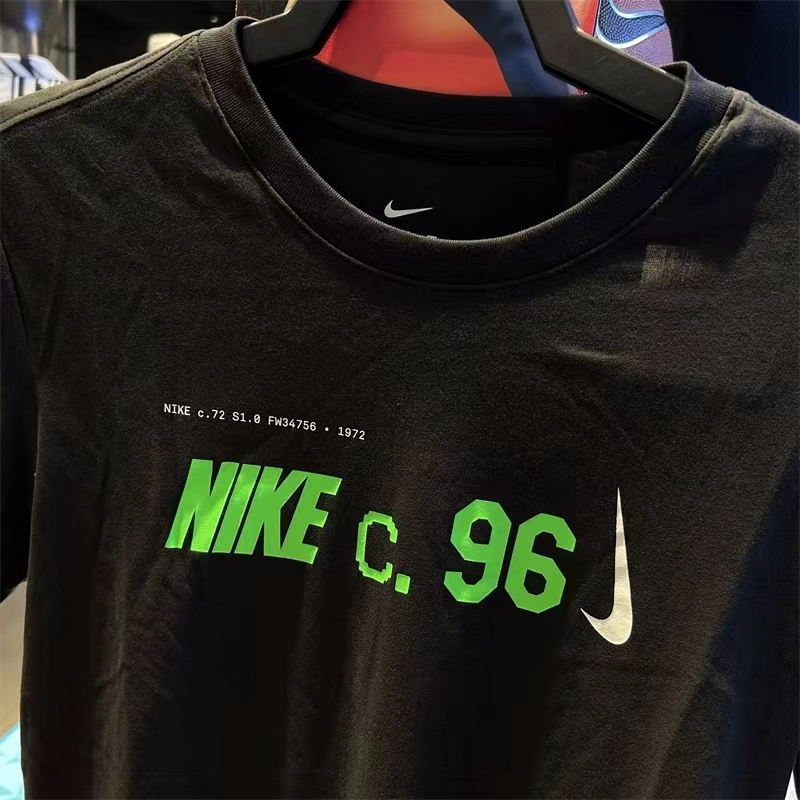 NIKE c.72 S1.0 FW34756 • 1972
NIKE c. 96